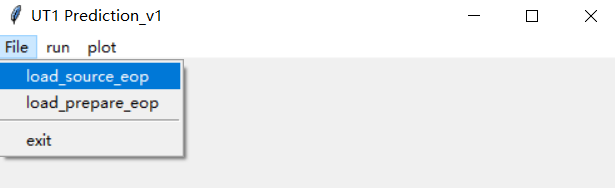 UT1 Prediction_v1
File run plot
load_source_eop
load_prepare_eop
exit